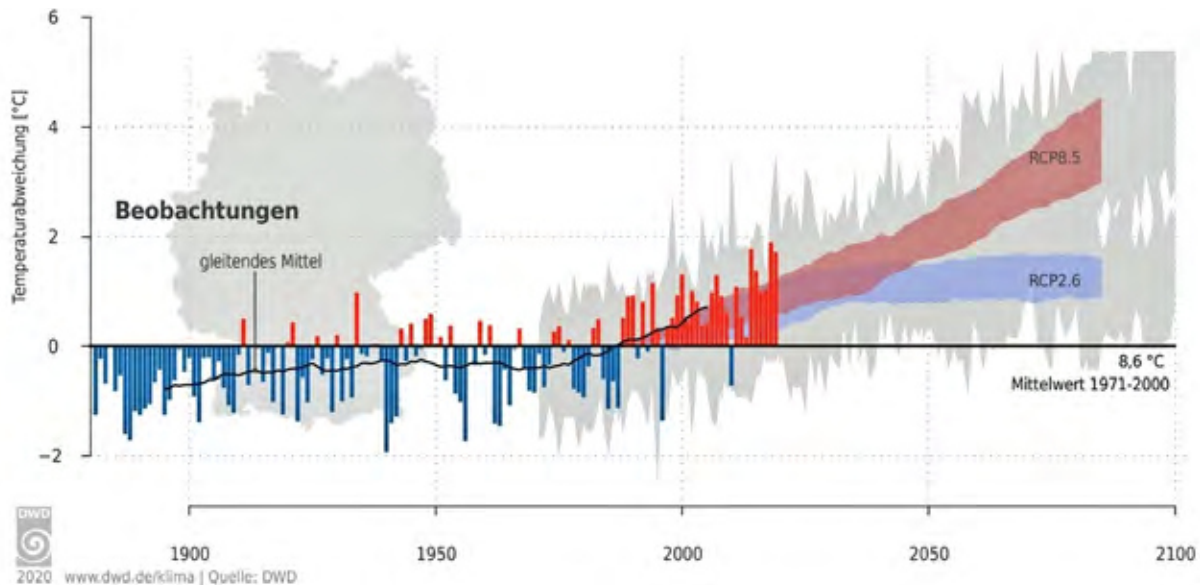 6
4
2
0
−2
Temperaturabweichung [°C]
Beobachtungen
gleitendes Mittel
RCP8.5
RCP2.6
8,6 °C
Mittelwert 1971-2000
1900 1950 2000 2050 2100
DWD
2020 www.dwd.de/klima | Quelle: DWD